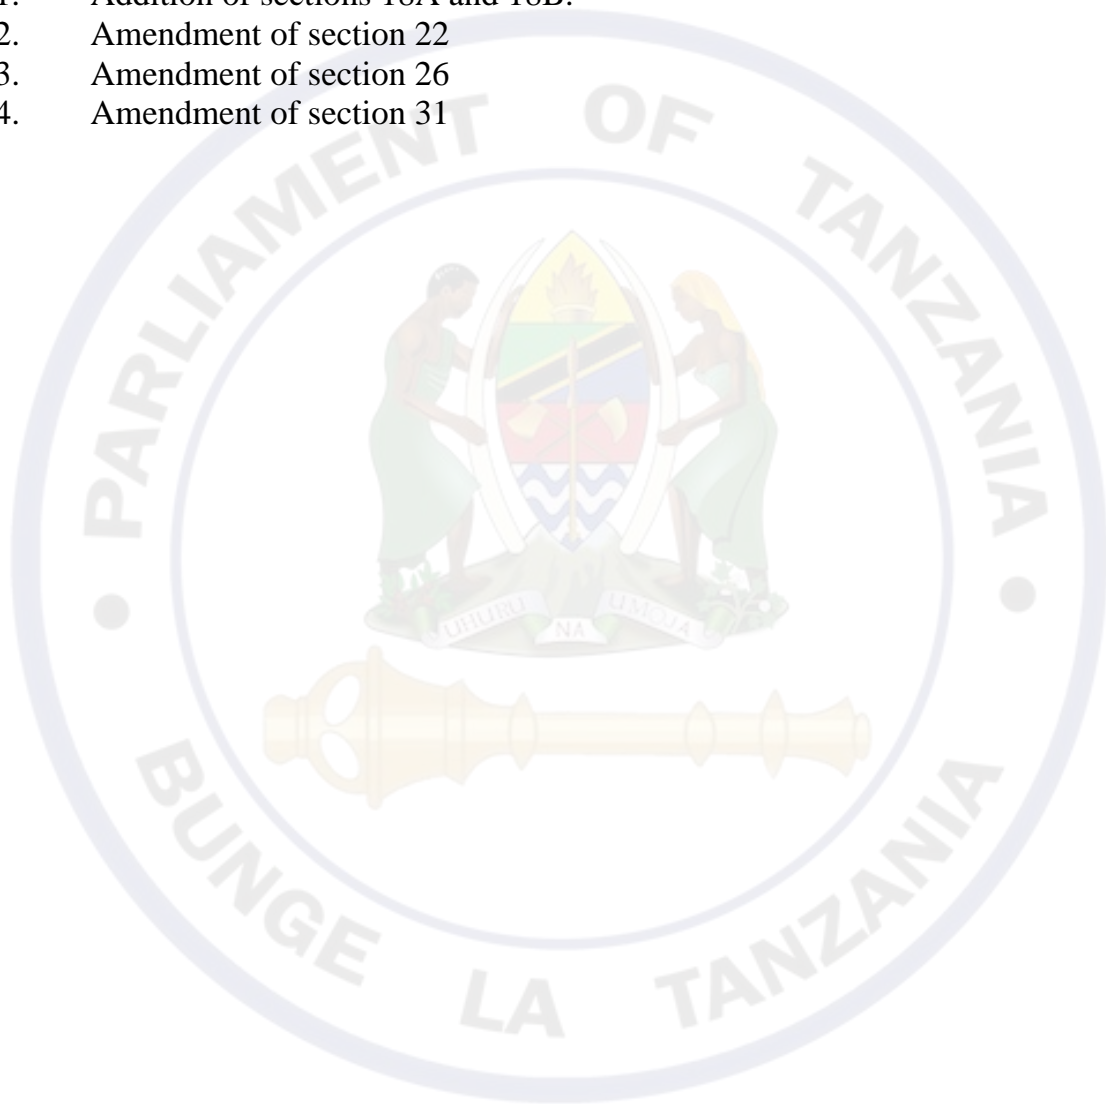 1. Addition of sections 18A and 18B.
2. Amendment of section 22
3. Amendment of section 26
4. Amendment of section 31
PARLIAMENT OF TANZANIA
UHURU NA UMOJA
BUNGE LA TANZANIA